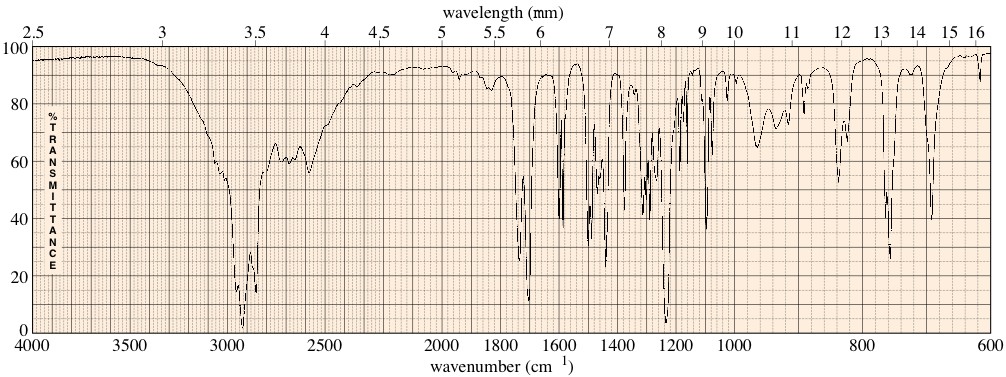 wavelength (mm)
2.5 3 3.5 4 4.5 5 5.5 6 7 8 9 10 11 12 13 14 15 16
100
80
60
40
20
0
%
T
R
A
N
S
M
I
T
T
A
N
C
E
4000 3500 3000 2500 2000 1800 1600 1400 1200 1000 800 600
wavenumber (cm 1)